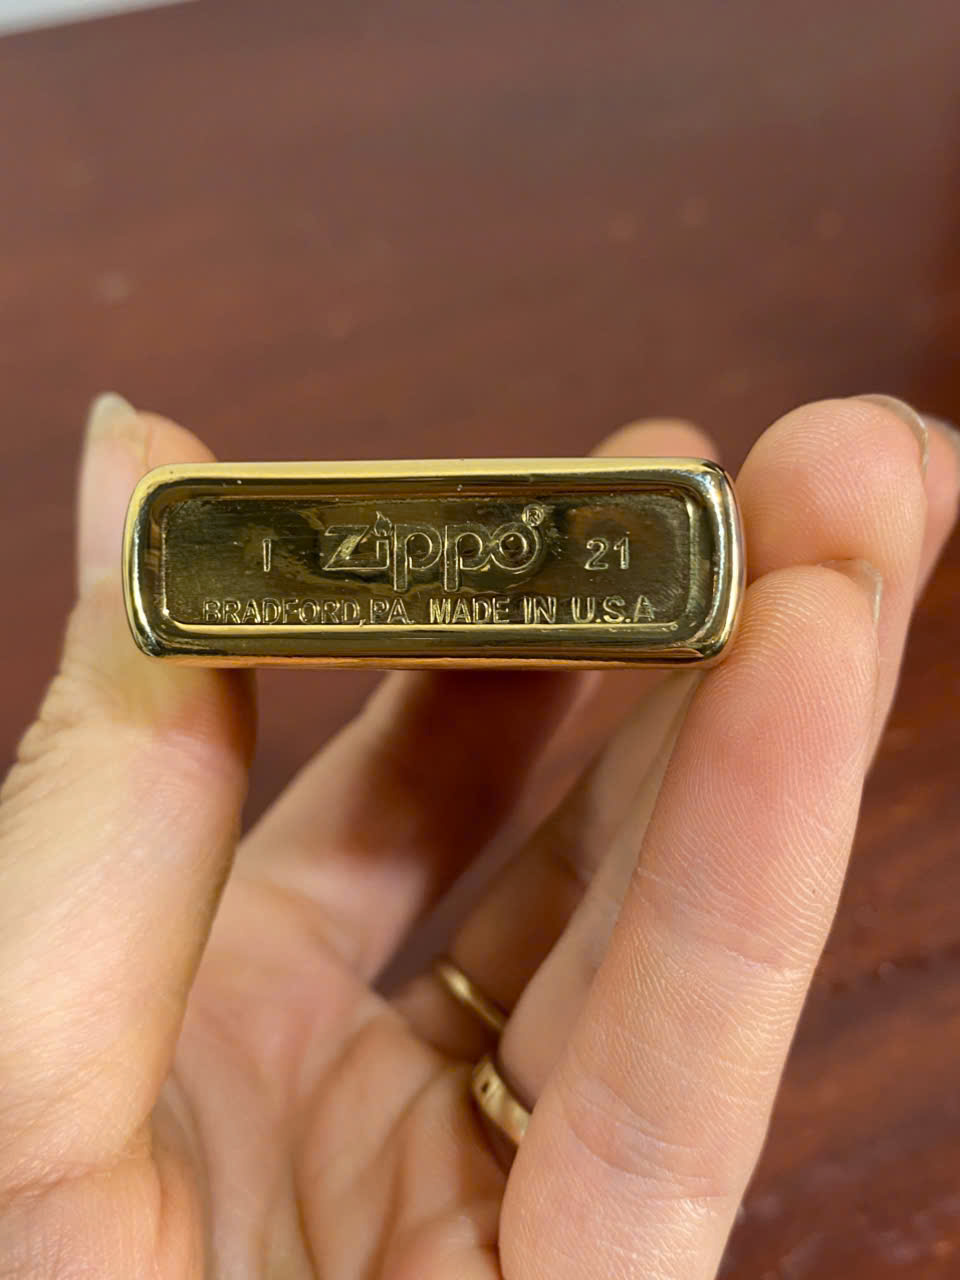 I Zippo® 21
BRADFORD, PA. MADE IN U.S.A